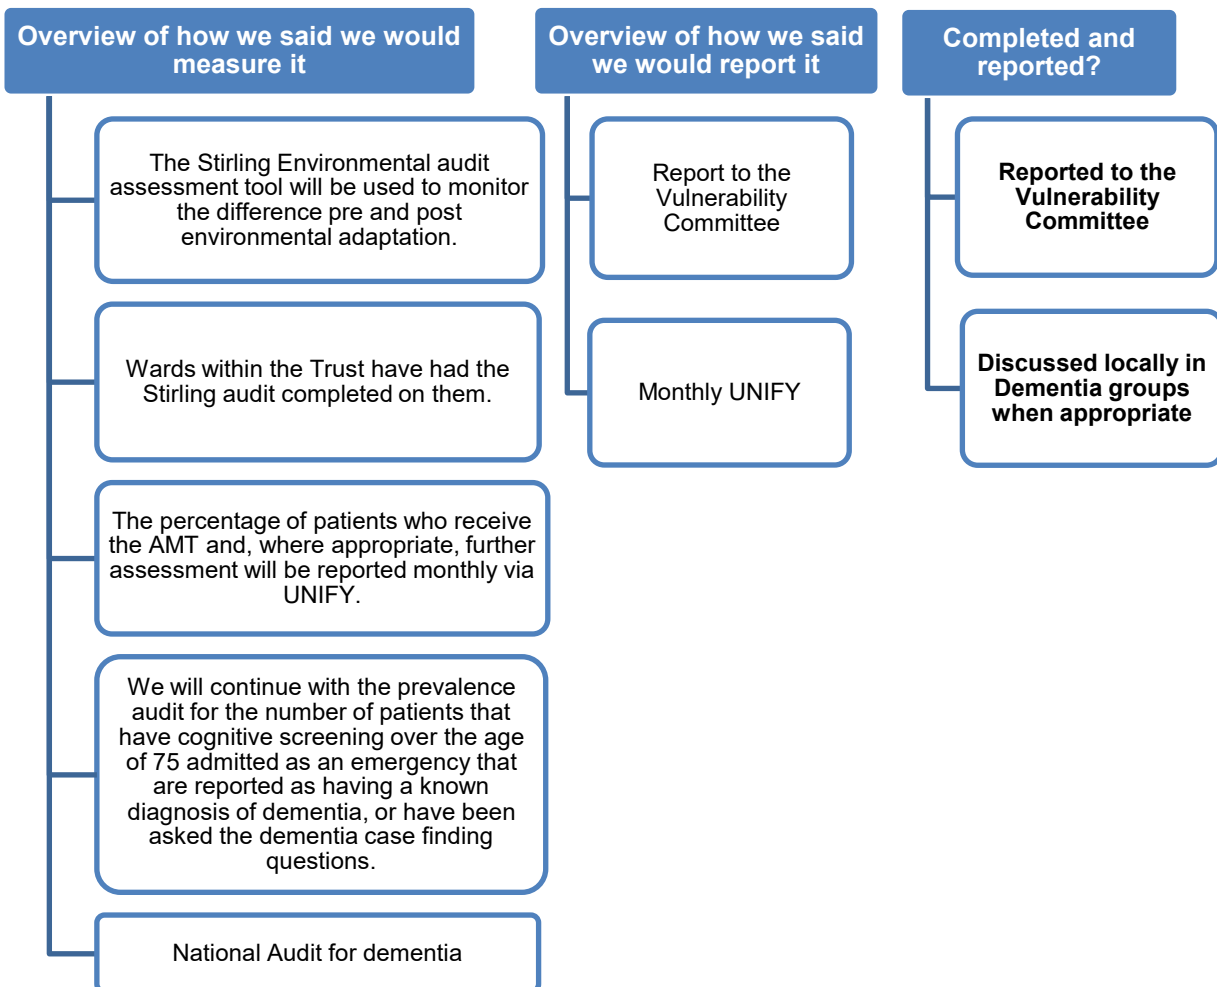 Overview of how we said we would
measure it
The Stirling Environmental audit
assessment tool will be used to monitor
the difference pre and post
environmental adaptation.
Wards within the Trust have had the
Stirling audit completed on them.
The percentage of patients who receive
the AMT and, where appropriate, further
assessment will be reported monthly via
UNIFY.
We will continue with the prevalence
audit for the number of patients that
have cognitive screening over the age
of 75 admitted as an emergency that
are reported as having a known
diagnosis of dementia, or have been
asked the dementia case finding
questions.
National Audit for dementia
Overview of how we said
we would report it
Report to the
Vulnerability
Committee
Monthly UNIFY
Completed and
reported?
Reported to the
Vulnerability
Committee
Discussed locally in
Dementia groups
when appropriate